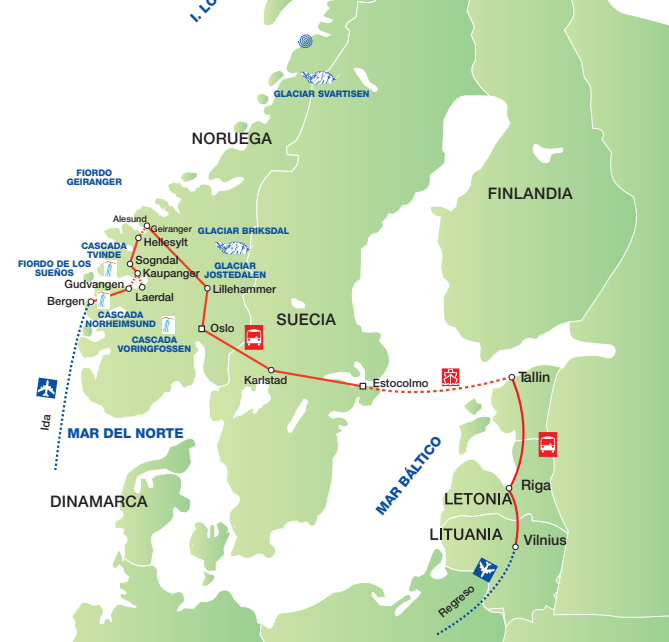 I. LO
GLACIAR SVARTISEN
NORUEGA
FIORDO
GEIRANGER
FINLANDIA
Alesund
Geiranger
GLACIAR BRIKSDAL
Hellesylt
CASCADA
TVINDE
FIORDO DE LOS
SUEÑOS
Sogndal
GLACIAR
JOSTEDALEN
Kaupanger
Gudvangen
Lillehammer
Laerdal
Bergen
CASCADA
NORHEIMSUND
SUECIA
Oslo
CASCADA
VORINGFOSSEN
Karlstad
Estocolmo
Tallin
Ida
MAR DEL NORTE
MAR BÁLTICO
Riga
LETONIA
DINAMARCA
LITUANIA
Vilnius
Regreso